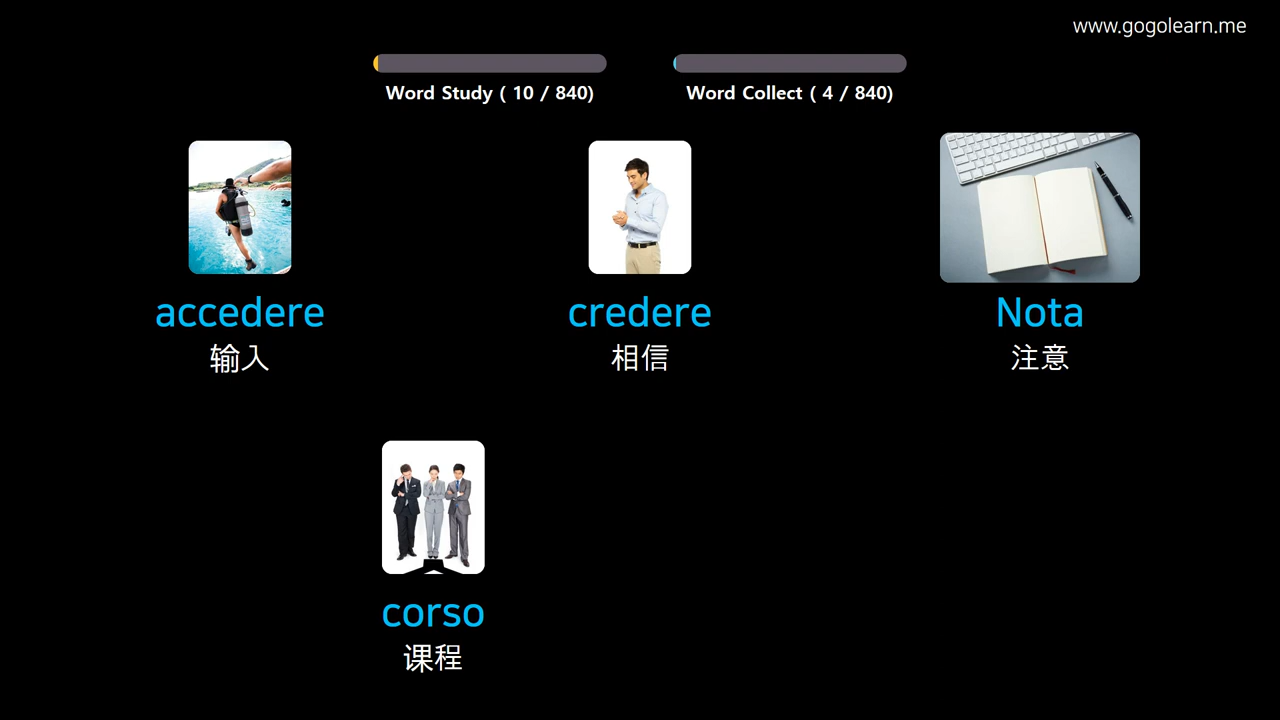 www.gogolearn.me
Word Study ( 10 / 840)
Word Collect ( 4 / 840)
accedere
输入
credere
相信
Nota
注意
corso
课程